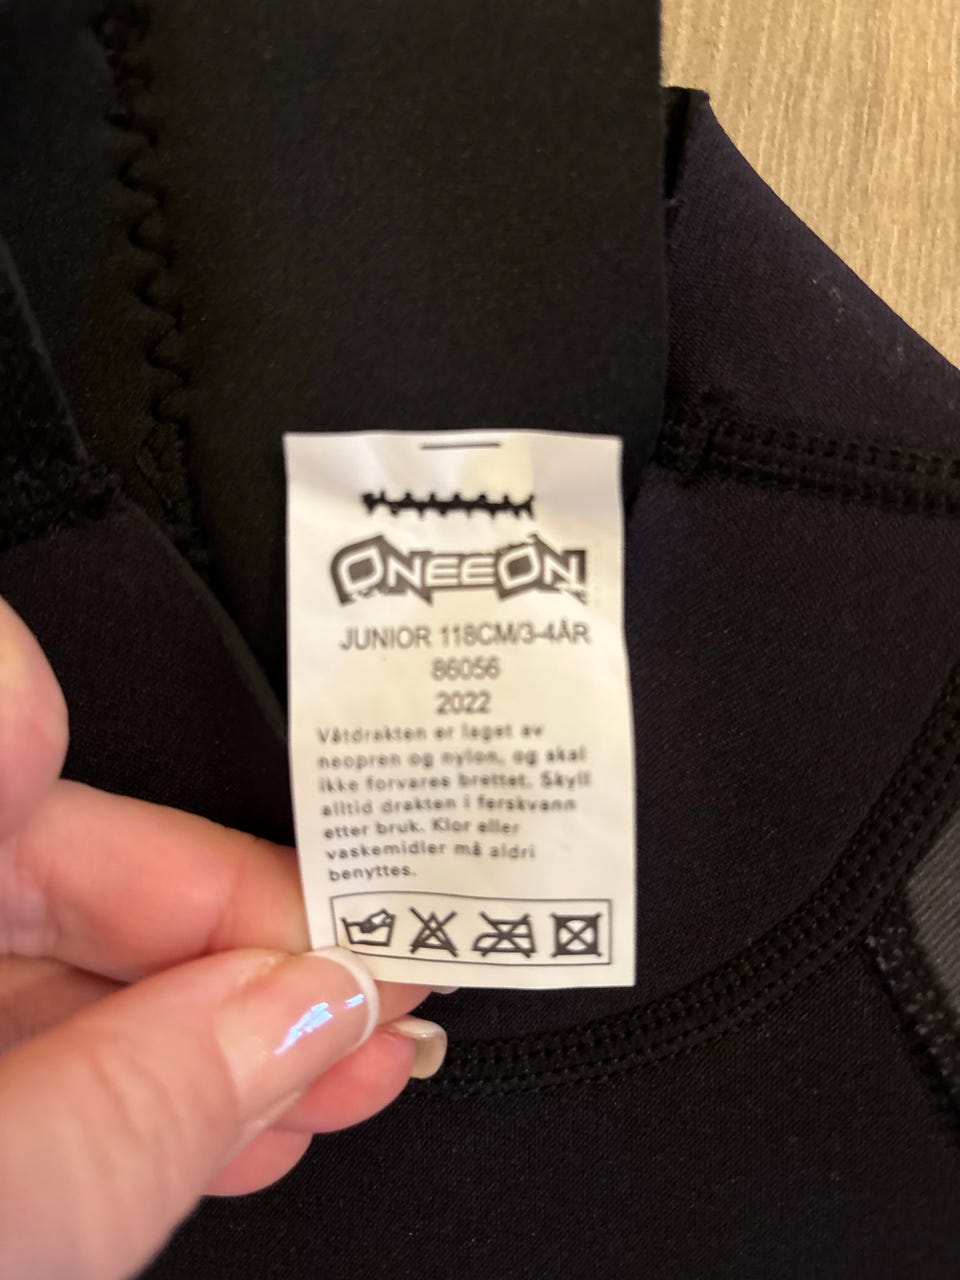 ONEEON
JUNIOR 118CM/3-4ÅR
86056
2022
Våtdrakten er laget av
neopren og nylon, og skal
ikke forvares brettet. Skyll
alltid drakten i ferskvann
etter bruk. Klor eller
vaskemidler må aldri
benyttes.